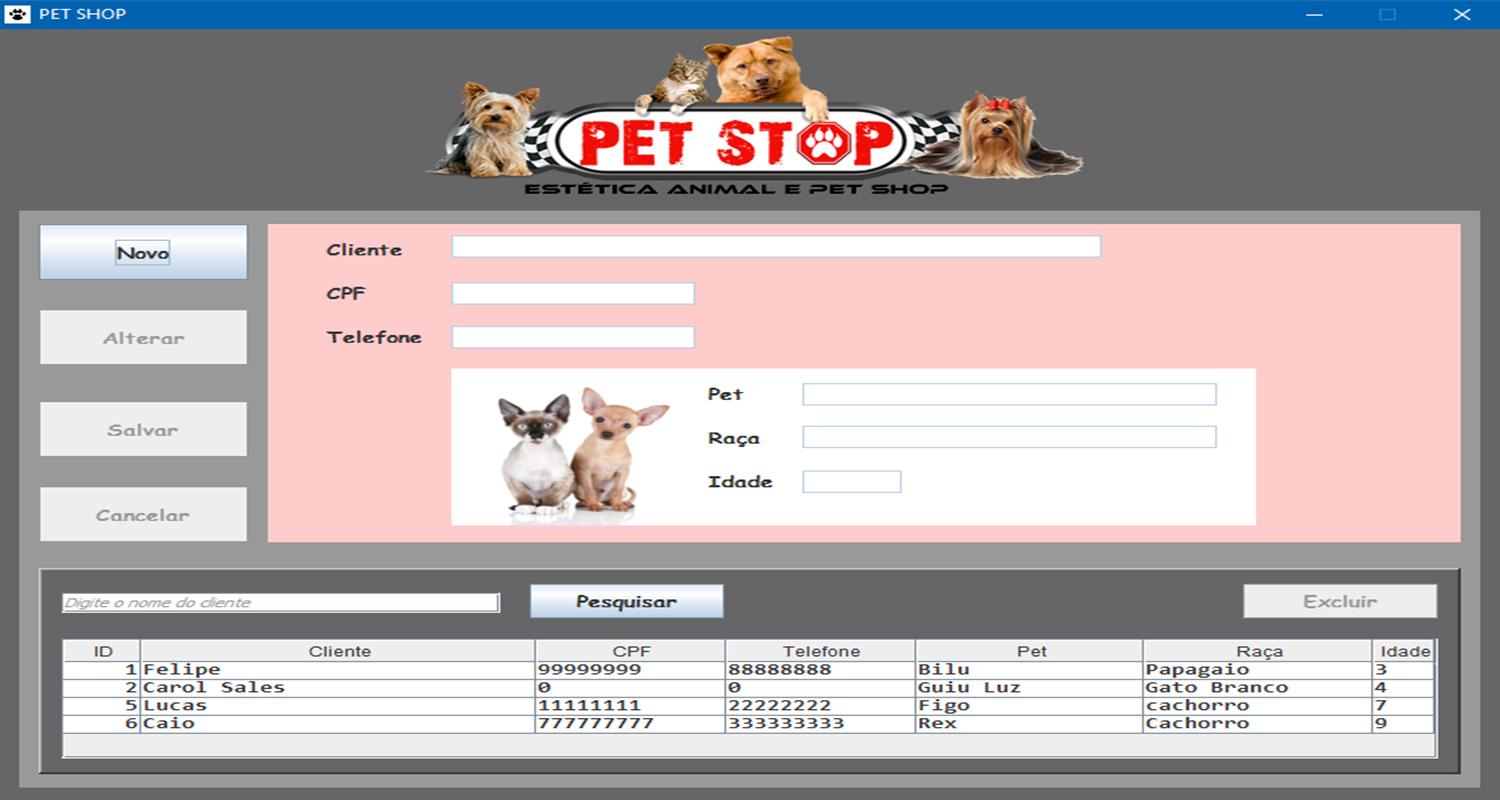 PET SHOP
PET STOP
ESTÉTICA ANIMAL E PET SHOP
Novo
Alterar
Salvar
Cancelar
Cliente
CPF
Telefone
Pet
Raça
Idade
Digite o nome do cliente
Pesquisar
Excluir
ID Cliente CPF Telefone Pet Raça Idade
1 Felipe 99999999 88888888 Bilu Papagaio 3
2 Carol Sales 0 0 Guiu Luz Gato Branco 4
5 Lucas 11111111 22222222 Figo cachorro 7
6 Caio 777777777 333333333 Rex Cachorro 9